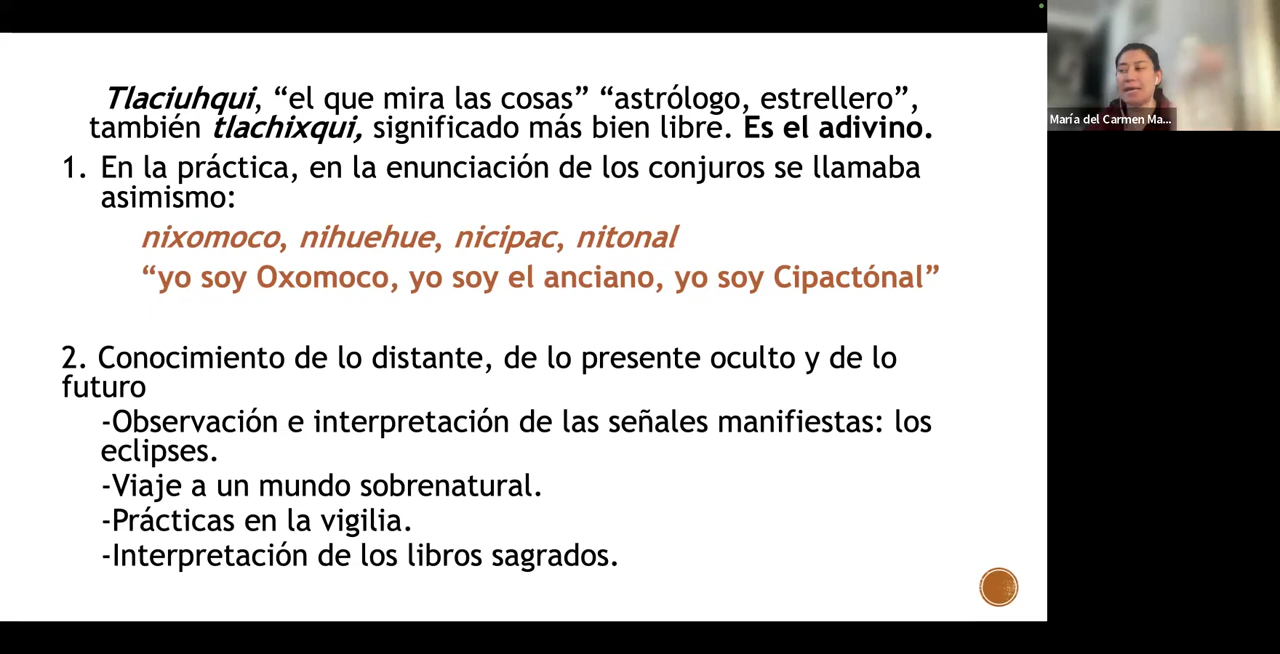 Tlaciuhqui, “el que mira las cosas” “astrólogo, estrellero”,
también tlachixqui, significado más bien libre. Es el adivino.
1. En la práctica, en la enunciación de los conjuros se llamaba
asimismo:
nixomoco, nihuehue, nicipac, nitonal
“yo soy Oxomoco, yo soy el anciano, yo soy Cipactónal”
2. Conocimiento de lo distante, de lo presente oculto y de lo
futuro
-Observación e interpretación de las señales manifiestas: los
eclipses.
-Viaje a un mundo sobrenatural.
-Prácticas en la vigilia.
-Interpretación de los libros sagrados.
María del Carmen Ma...